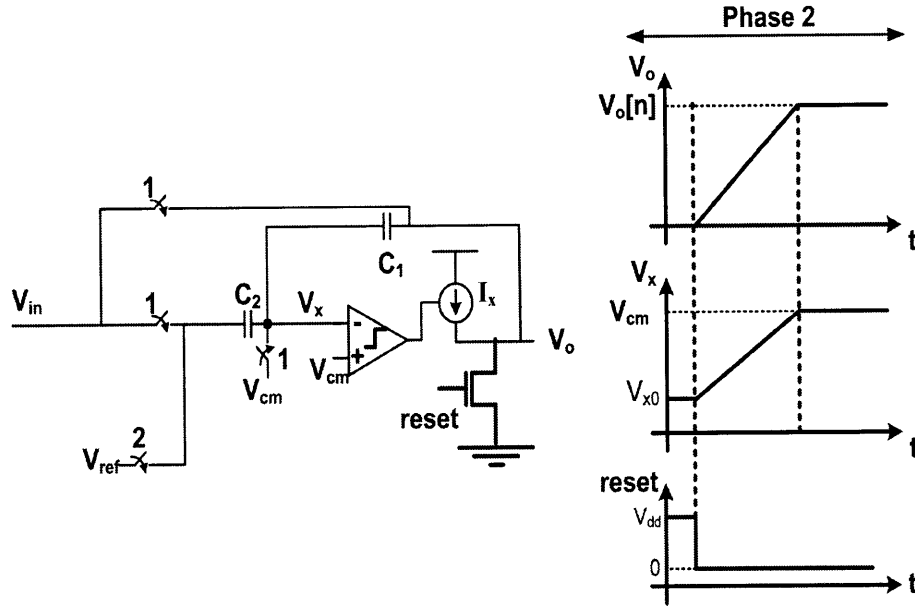 Phase 2
V_o
V_o[n]
t
1
C_1
I_x
V_in
1
C_2
V_x
-
+
V_cm
1
V_cm
V_o
reset
2
V_ref
V_x
V_cm
V_x0
t
reset
V_dd
0
t